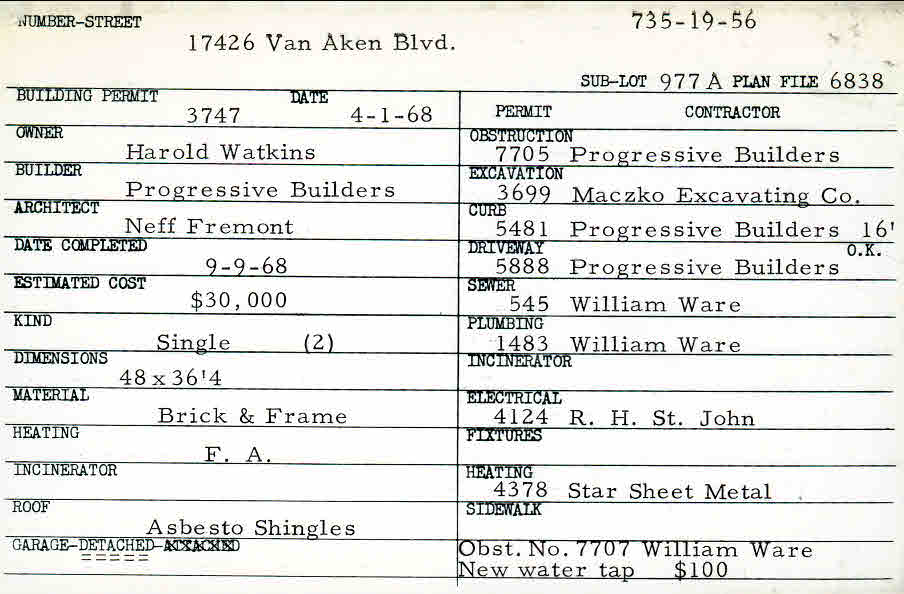 NUMBER-STREET 735-19-56
17426 Van Aken Blvd.
SUB-LOT 977 A PLAN FILE 6838
BUILDING PERMIT DATE
3747 4-1-68
OWNER
Harold Watkins
BUILDER
Progressive Builders
ARCHITECT
Neff Fremont
DATE COMPLETED
9-9-68
ESTIMATED COST
$30,000
KIND
Single (2)
DIMENSIONS
48 x 36'4
MATERIAL
Brick & Frame
HEATING
F. A.
INCINERATOR
ROOF
Asbesto Shingles
GARAGE-DETACHED-ATTACHED
=====
PERMIT CONTRACTOR
OBSTRUCTION
7705 Progressive Builders
EXCAVATION
3699 Maczko Excavating Co.
CURB
5481 Progressive Builders 16'
DRIVEWAY O.K.
5888 Progressive Builders
SEWER
545 William Ware
PLUMBING
1483 William Ware
INCINERATOR
ELECTRICAL
4124 R. H. St. John
FIXTURES
HEATING
4378 Star Sheet Metal
SIDEWALK
Obst. No. 7707 William Ware
New water tap $100